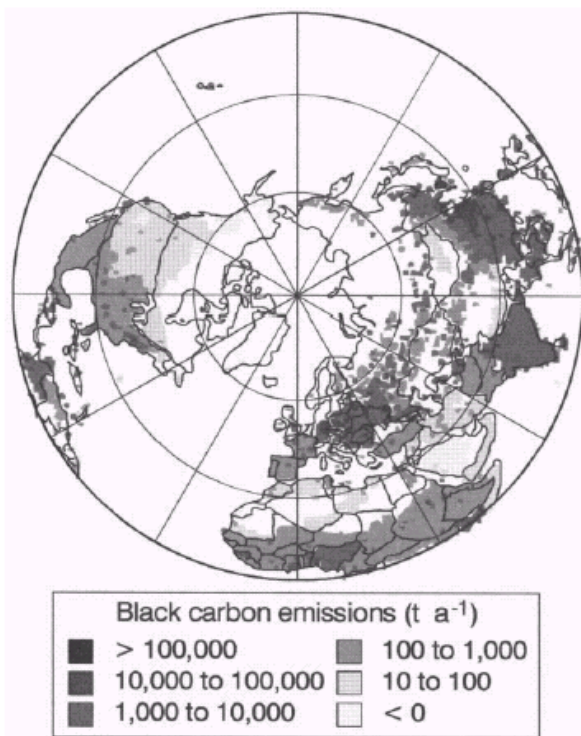 Black carbon emissions (t a-1)
> 100,000
10,000 to 100,000
1,000 to 10,000
100 to 1,000
10 to 100
< 0